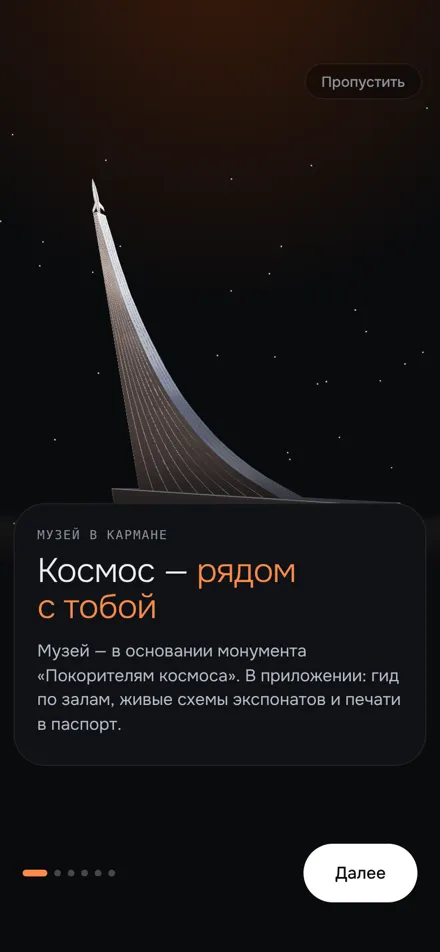 Пропустить
МУЗЕЙ В КАРМАНЕ
Космос — рядом
с тобой
Музей — в основании монумента
«Покорителям космоса». В приложении: гид
по залам, живые схемы экспонатов и печати
в паспорт.
Далее